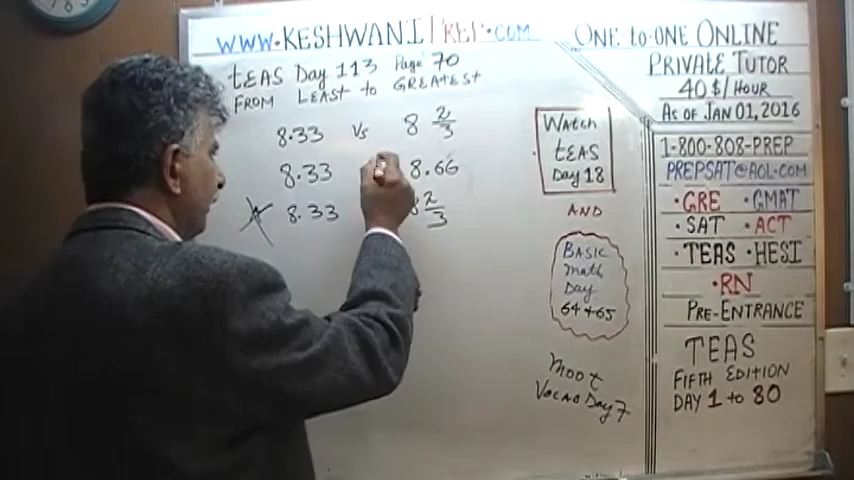 WWW.KESHWANIPREP.COM
TEAS Day 113 Page 70
FROM LEAST to GREATEST
8.33 VS 8 2/3
8.33 8.66
8.33 8 2/3
Watch
TEAS
Day 18
AND
BASIC
math
Day
64+65
moot
Vocab Day 7
ONE to-ONE ONLINE
PRIVATE TUTOR
40$/HOUR
AS OF JAN 01, 2016
1-800-808-PREP
PREPSAT@AOL.COM
•GRE •GMAT
•SAT •ACT
•TEAS •HESI
•RN
PRE-ENTRANCE
TEAS
FIFTH EDITION
DAY 1 to 80